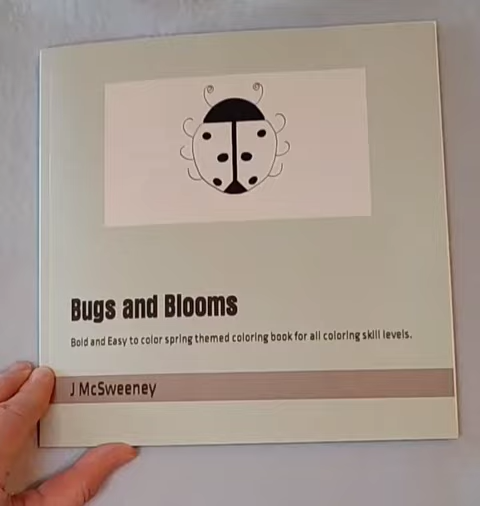 Bugs and Blooms
Bold and Easy to color spring themed coloring book for all coloring skill levels.
J McSweeney